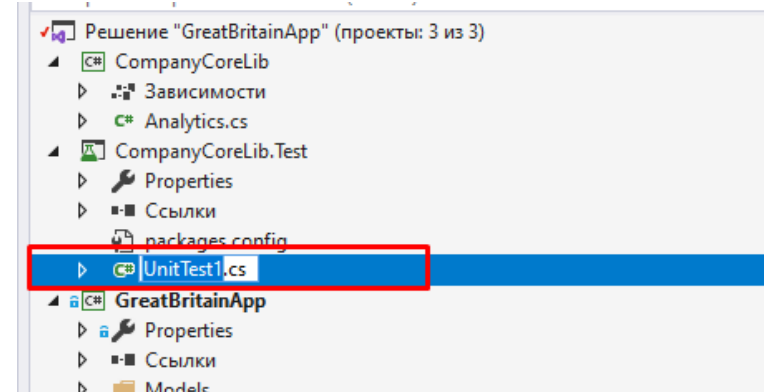 Решение "GreatBritainApp" (проекты: 3 из 3)
C# CompanyCoreLib
Зависимости
C# Analytics.cs
CompanyCoreLib.Test
Properties
Ссылки
packages.config
C# UnitTest1.cs
C# GreatBritainApp
Properties
Ссылки
Models